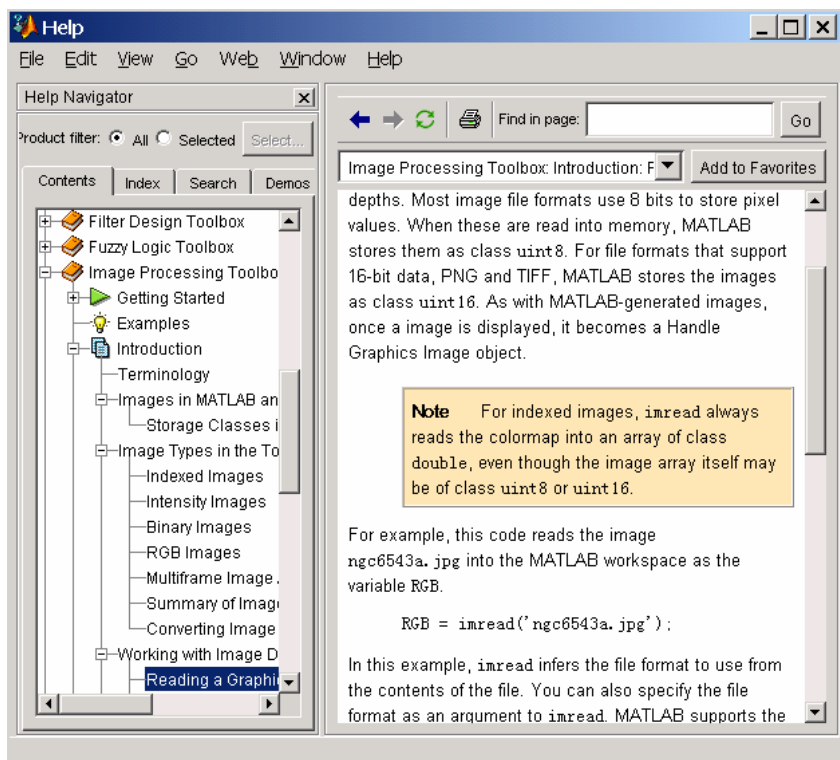 Help
File Edit View Go Web Window Help
Help Navigator
Product filter: All Selected Select...
Contents Index Search Demos
Filter Design Toolbox
Fuzzy Logic Toolbox
Image Processing Toolbo
Getting Started
Examples
Introduction
Terminology
Images in MATLAB an
Storage Classes i
Image Types in the To
Indexed Images
Intensity Images
Binary Images
RGB Images
Multiframe Image
Summary of Imag
Converting Image
Working with Image D
Reading a Graphi
Find in page: Go
Image Processing Toolbox: Introduction: F Add to Favorites
depths. Most image file formats use 8 bits to store pixel
values. When these are read into memory, MATLAB
stores them as class uint8. For file formats that support
16-bit data, PNG and TIFF, MATLAB stores the images
as class uint16. As with MATLAB-generated images,
once a image is displayed, it becomes a Handle
Graphics Image object.
Note For indexed images, imread always
reads the colormap into an array of class
double, even though the image array itself may
be of class uint8 or uint16.
For example, this code reads the image
ngc6543a.jpg into the MATLAB workspace as the
variable RGB.
RGB = imread('ngc6543a.jpg');
In this example, imread infers the file format to use from
the contents of the file. You can also specify the file
format as an argument to imread. MATLAB supports the